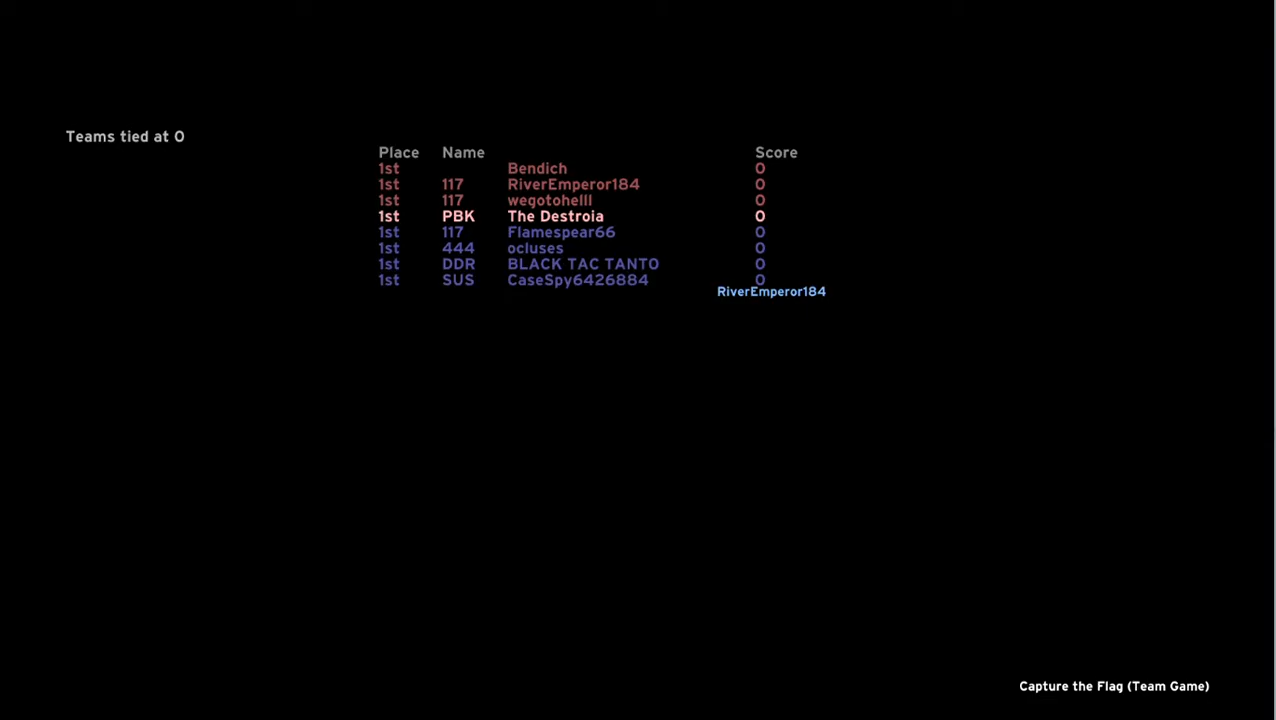 Teams tied at 0
Place Name Score
1st Bendich 0
1st 117 RiverEmperor184 0
1st 117 wegotohelll 0
1st PBK The Destroia 0
1st 117 Flamespear66 0
1st 444 ocluses 0
1st DDR BLACK TAC TANTO 0
1st SUS CaseSpy6426884 0
RiverEmperor184
Capture the Flag (Team Game)